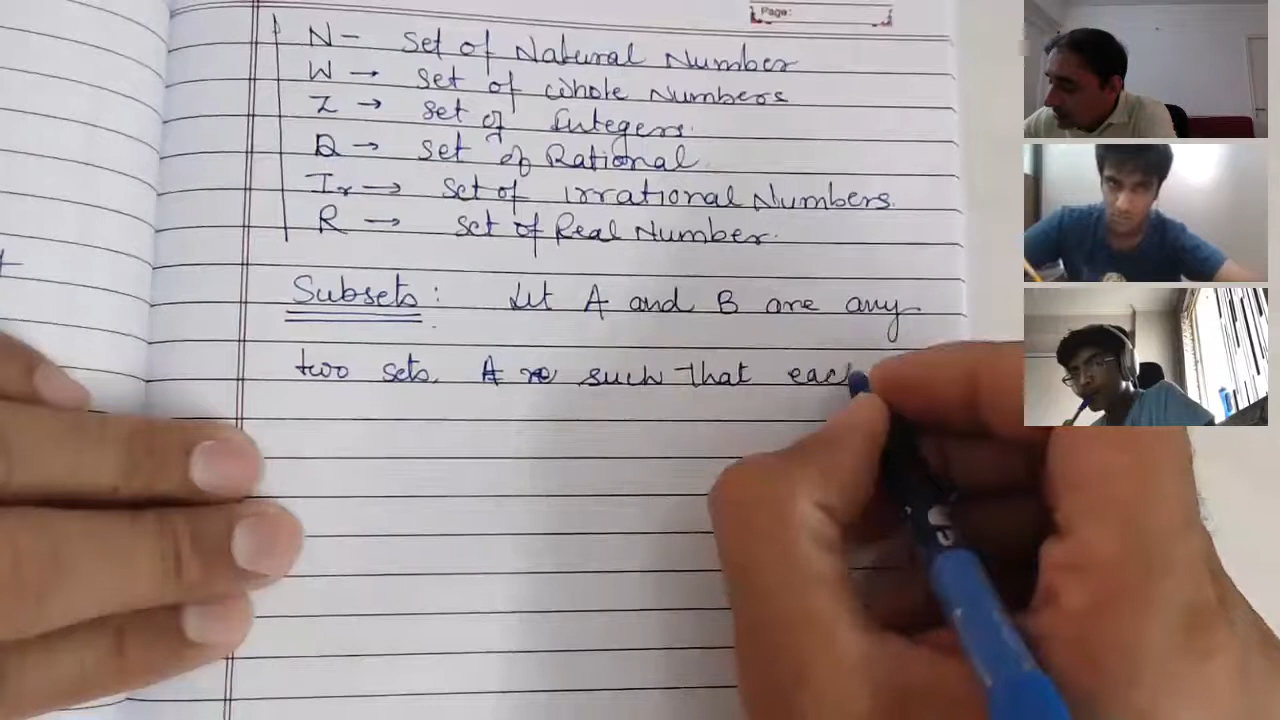 Page:
N- Set of Natural Number
W → set of Whole Numbers
Z → set of Integers.
Q → set of Rational.
Ir → set of irrational Numbers.
R → set of Real Number.
Subsets: Let A and B are any
two sets. such that each